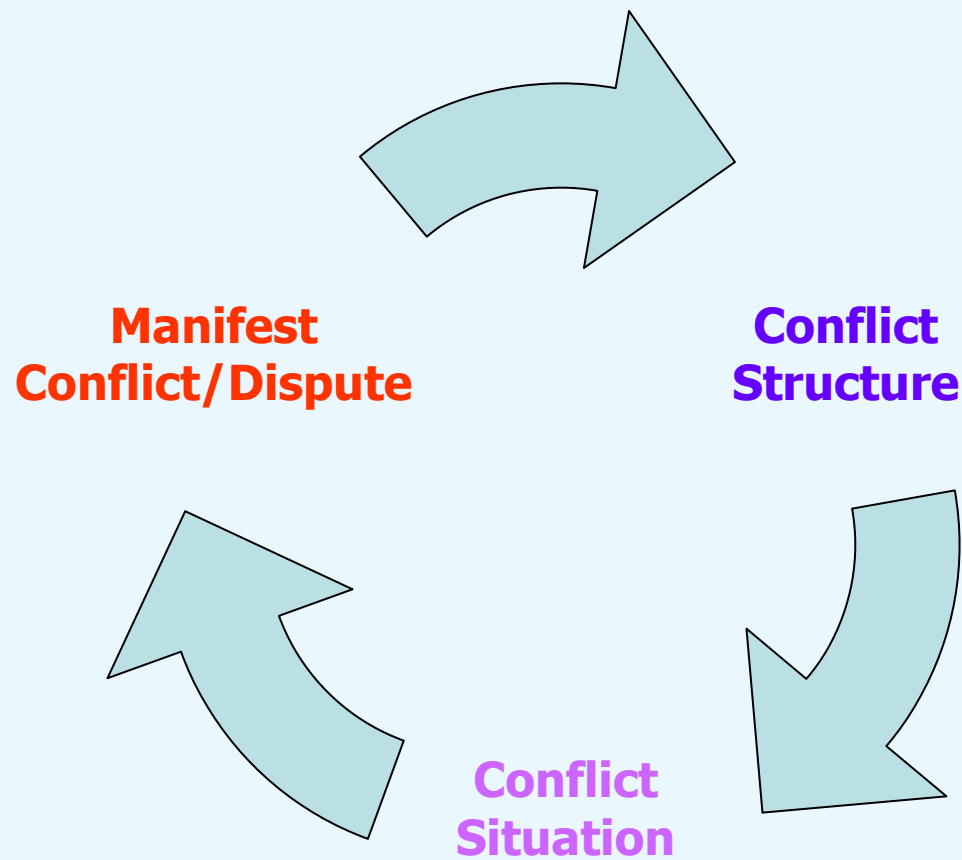 Manifest
Conflict/Dispute
Conflict
Structure
Conflict
Situation